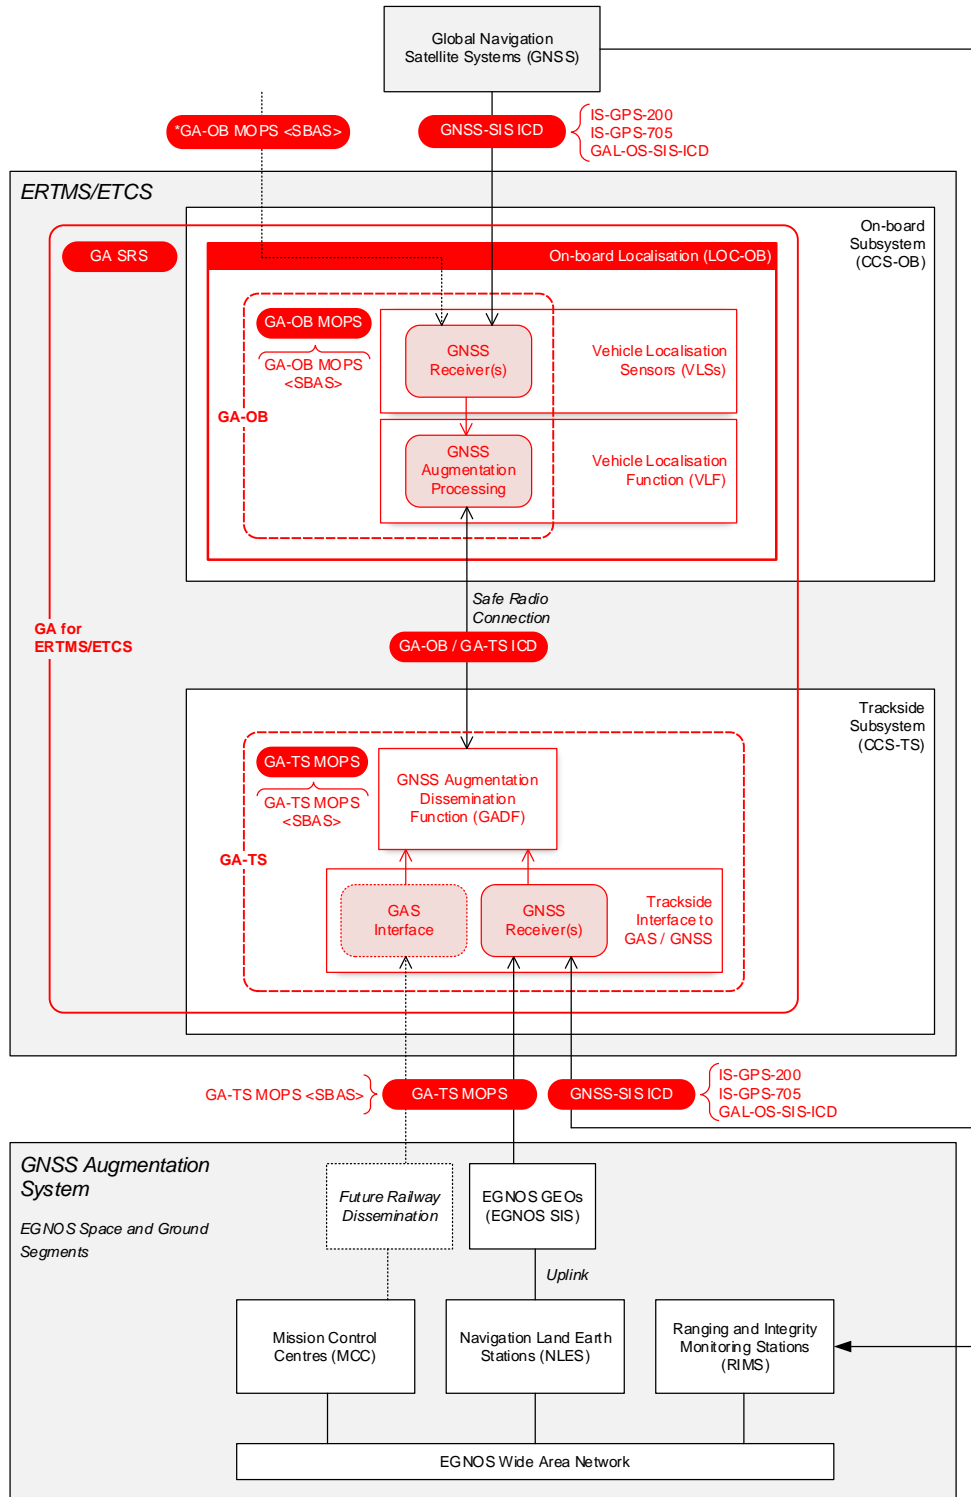 Global Navigation
Satellite Systems (GNSS)
*GA-OB MOPS <SBAS>
GNSS-SIS ICD
IS-GPS-200
IS-GPS-705
GAL-OS-SIS-ICD
ERTMS/ETCS
On-board
Subsystem
(CCS-OB)
GA SRS
On-board Localisation (LOC-OB)
GA-OB MOPS
GA-OB MOPS
<SBAS>
GA-OB
GNSS
Receiver(s)
Vehicle Localisation
Sensors (VLSs)
GNSS
Augmentation
Processing
Vehicle Localisation
Function (VLF)
Safe Radio
Connection
GA for
ERTMS/ETCS
GA-OB / GA-TS ICD
Trackside
Subsystem
(CCS-TS)
GA-TS MOPS
GA-TS MOPS
<SBAS>
GNSS Augmentation
Dissemination
Function (GADF)
GA-TS
GAS
Interface
GNSS
Receiver(s)
Trackside
Interface to
GAS / GNSS
GA-TS MOPS <SBAS>
GA-TS MOPS
GNSS-SIS ICD
IS-GPS-200
IS-GPS-705
GAL-OS-SIS-ICD
GNSS Augmentation
System
EGNOS Space and Ground
Segments
Future Railway
Dissemination
EGNOS GEOs
(EGNOS SIS)
Uplink
Mission Control
Centres (MCC)
Navigation Land Earth
Stations (NLES)
Ranging and Integrity
Monitoring Stations
(RIMS)
EGNOS Wide Area Network